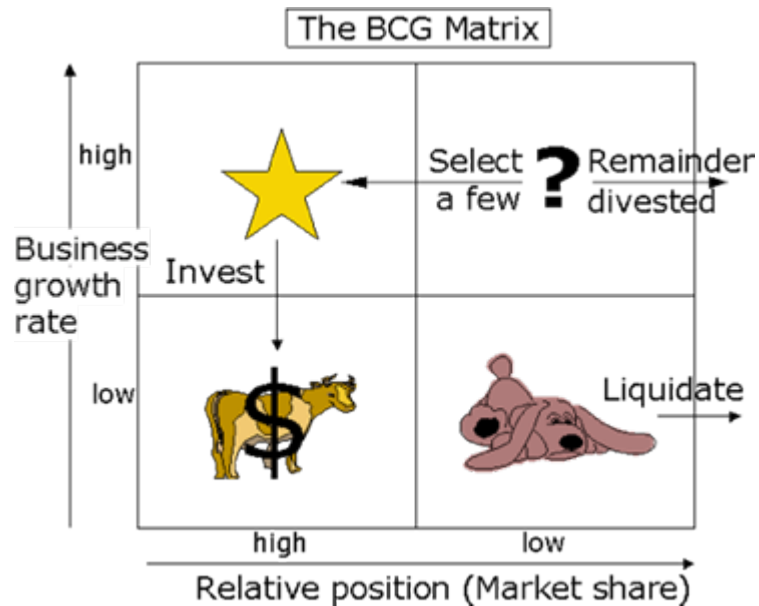 The BCG Matrix
high
Select
a few
?
Remainder
divested
Business
growth
rate
Invest
low
$
Liquidate
high
low
Relative position (Market share)